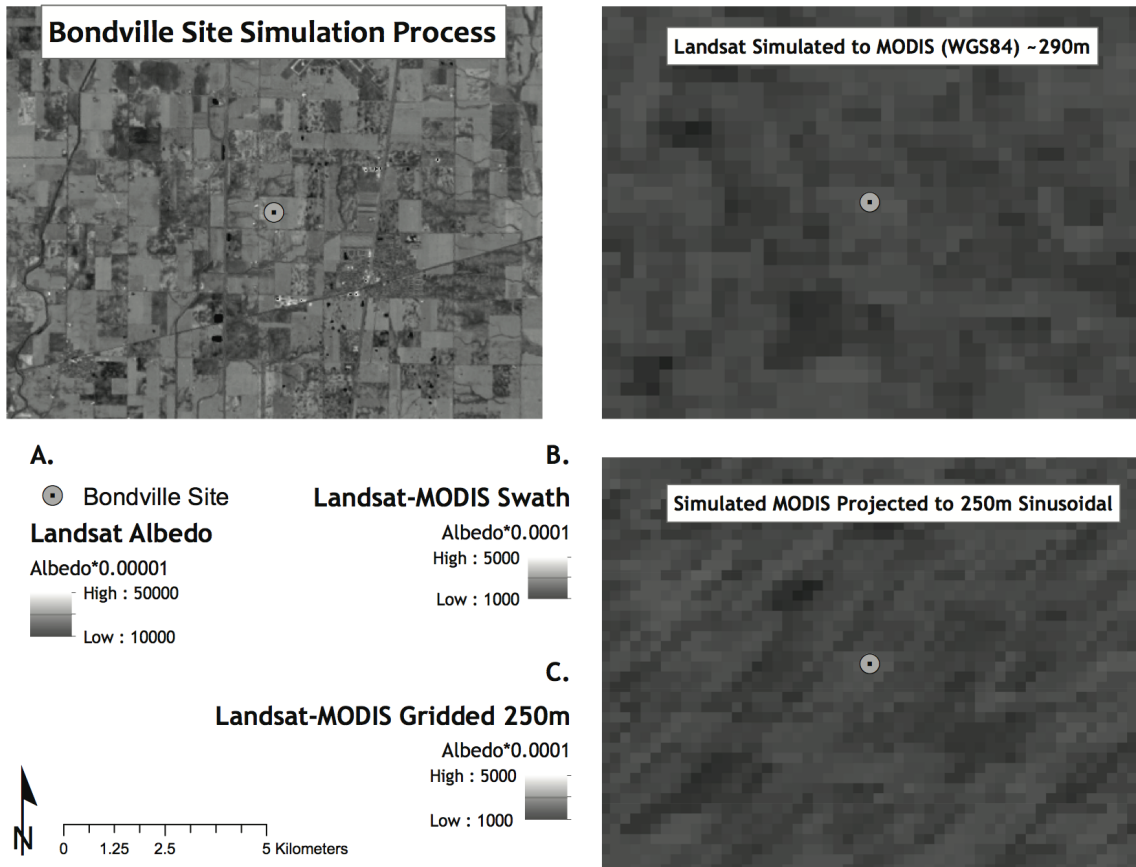 Bondville Site Simulation Process
Landsat Simulated to MODIS (WGS84) ~290m
A.
Bondville Site
Landsat Albedo
Albedo*0.00001
High : 50000
Low : 10000
B.
Landsat-MODIS Swath
Albedo*0.0001
High : 5000
Low : 1000
Simulated MODIS Projected to 250m Sinusoidal
C.
Landsat-MODIS Gridded 250m
Albedo*0.0001
High : 5000
Low : 1000
N
0 1.25 2.5 5 Kilometers